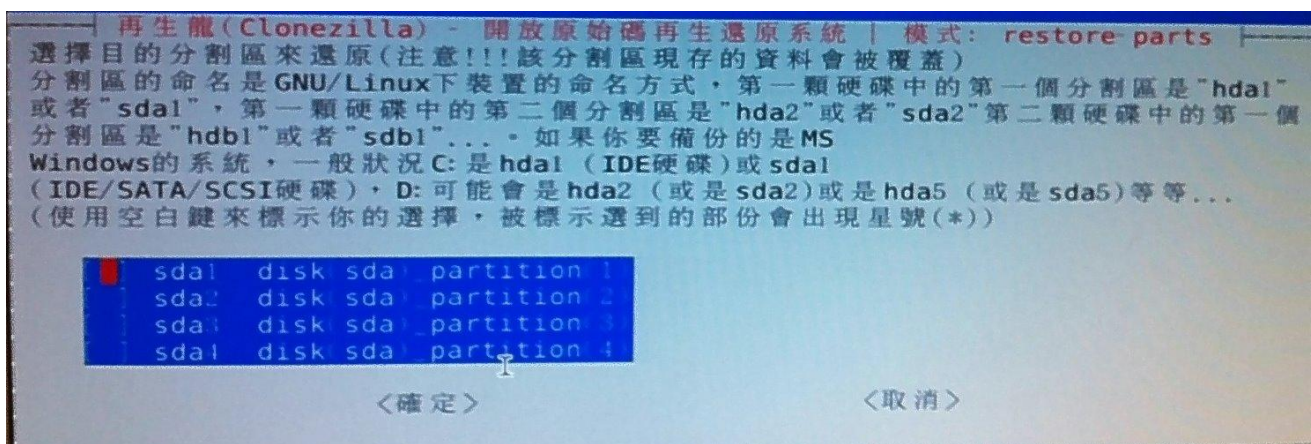 再生龍(Clonezilla) - 開放原始碼再生還原系統 | 模式: restore-parts
選擇目的分割區來還原(注意!!!該分割區現存的資料會被覆蓋)
分割區的命名是GNU/Linux下裝置的命名方式，第一顆硬碟中的第一個分割區是"hda1"
或者"sda1"，第一顆硬碟中的第二個分割區是"hda2"或者"sda2"第二顆硬碟中的第一個
分割區是"hdb1"或者"sdb1"...。如果你要備份的是MS
Windows的系統，一般狀況C:是hda1 (IDE硬碟)或sda1
(IDE/SATA/SCSI硬碟)，D:可能會是hda2 (或是sda2)或是hda5 (或是sda5)等等...
(使用空白鍵來標示你的選擇，被標示選到的部份會出現星號(*))
[ ] sda1 disk(sda)_partition(1)
[ ] sda2 disk(sda)_partition(2)
[ ] sda3 disk(sda)_partition(3)
[ ] sda4 disk(sda)_partition(4)
<確定> <取消>